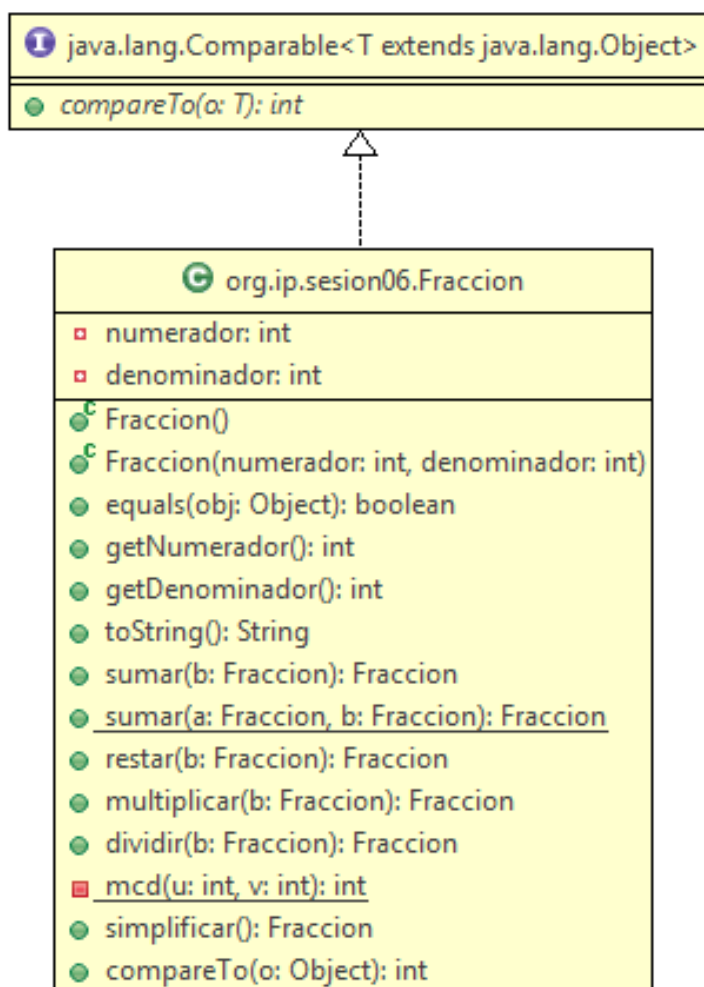 I java.lang.Comparable<T extends java.lang.Object>
compareTo(o: T): int
C org.ip.sesion06.Fraccion
numerador: int
denominador: int
C Fraccion()
C Fraccion(numerador: int, denominador: int)
equals(obj: Object): boolean
getNumerador(): int
getDenominador(): int
toString(): String
sumar(b: Fraccion): Fraccion
sumar(a: Fraccion, b: Fraccion): Fraccion
restar(b: Fraccion): Fraccion
multiplicar(b: Fraccion): Fraccion
dividir(b: Fraccion): Fraccion
mcd(u: int, v: int): int
simplificar(): Fraccion
compareTo(o: Object): int